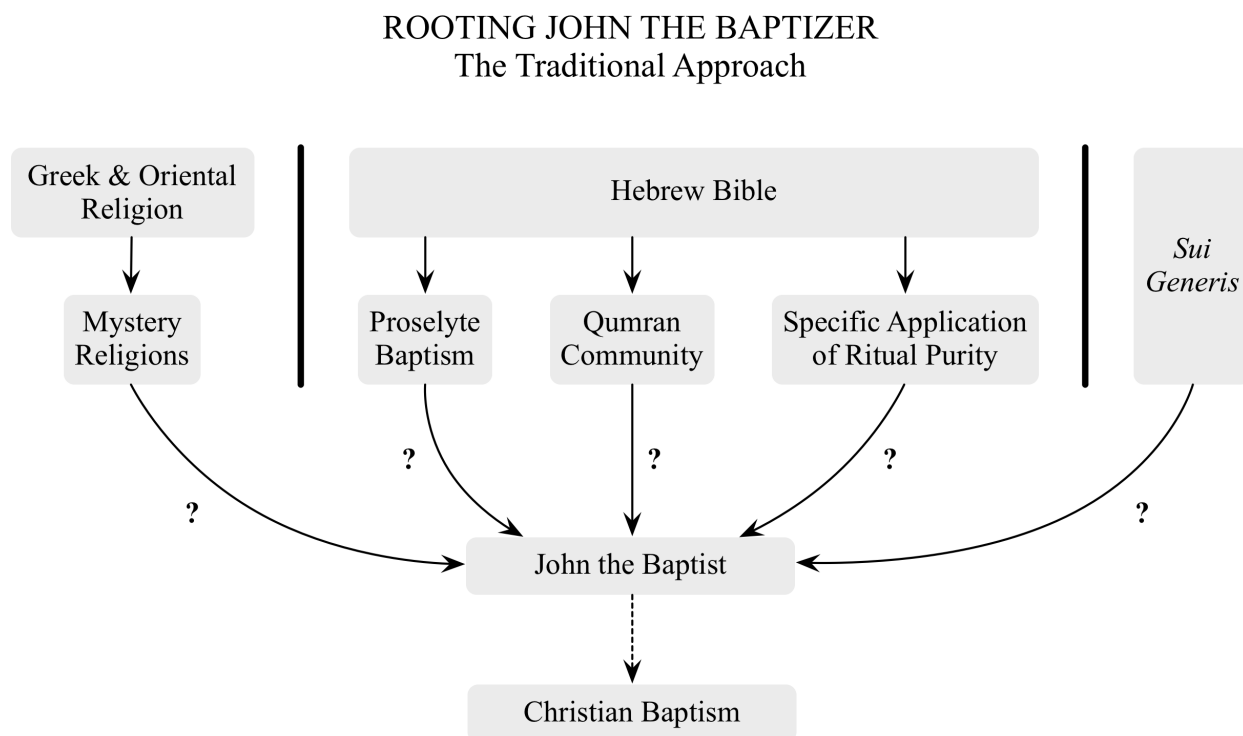 ROOTING JOHN THE BAPTIZER
The Traditional Approach
Greek & Oriental
Religion
Hebrew Bible
Sui
Generis
Mystery
Religions
Proselyte
Baptism
Qumran
Community
Specific Application
of Ritual Purity
?
?
?
?
?
John the Baptist
Christian Baptism